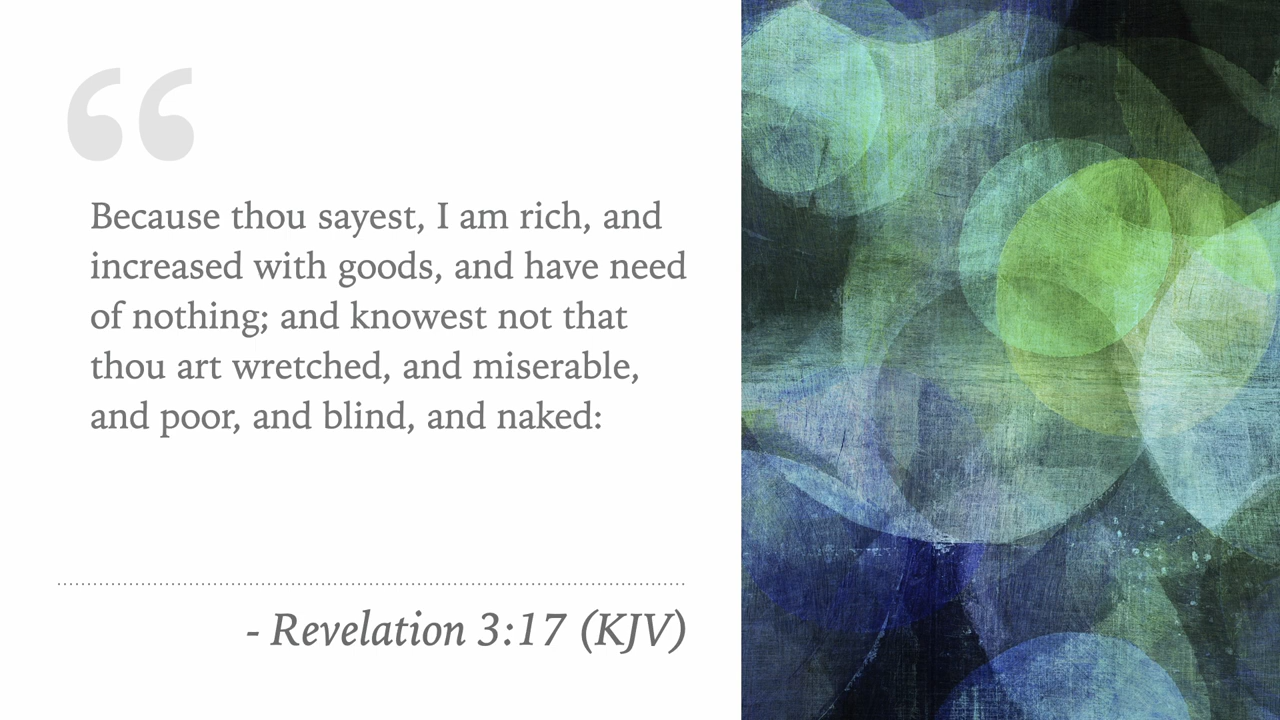 “
Because thou sayest, I am rich, and
increased with goods, and have need
of nothing; and knowest not that
thou art wretched, and miserable,
and poor, and blind, and naked:
- Revelation 3:17 (KJV)